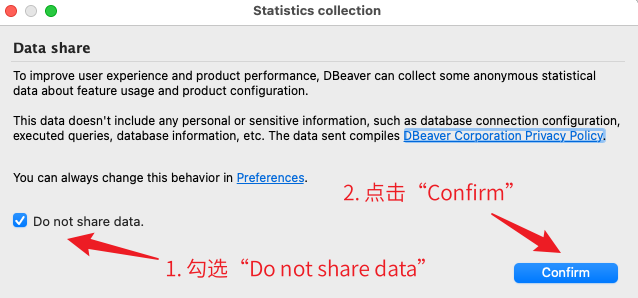 Statistics collection
Data share
To improve user experience and product performance, DBeaver can collect some anonymous statistical
data about feature usage and product configuration.
This data doesn't include any personal or sensitive information, such as database connection configuration,
executed queries, database information, etc. The data sent compiles DBeaver Corporation Privacy Policy.
You can always change this behavior in Preferences.
2. 点击“Confirm”
Do not share data.
1. 勾选“Do not share data”
Confirm